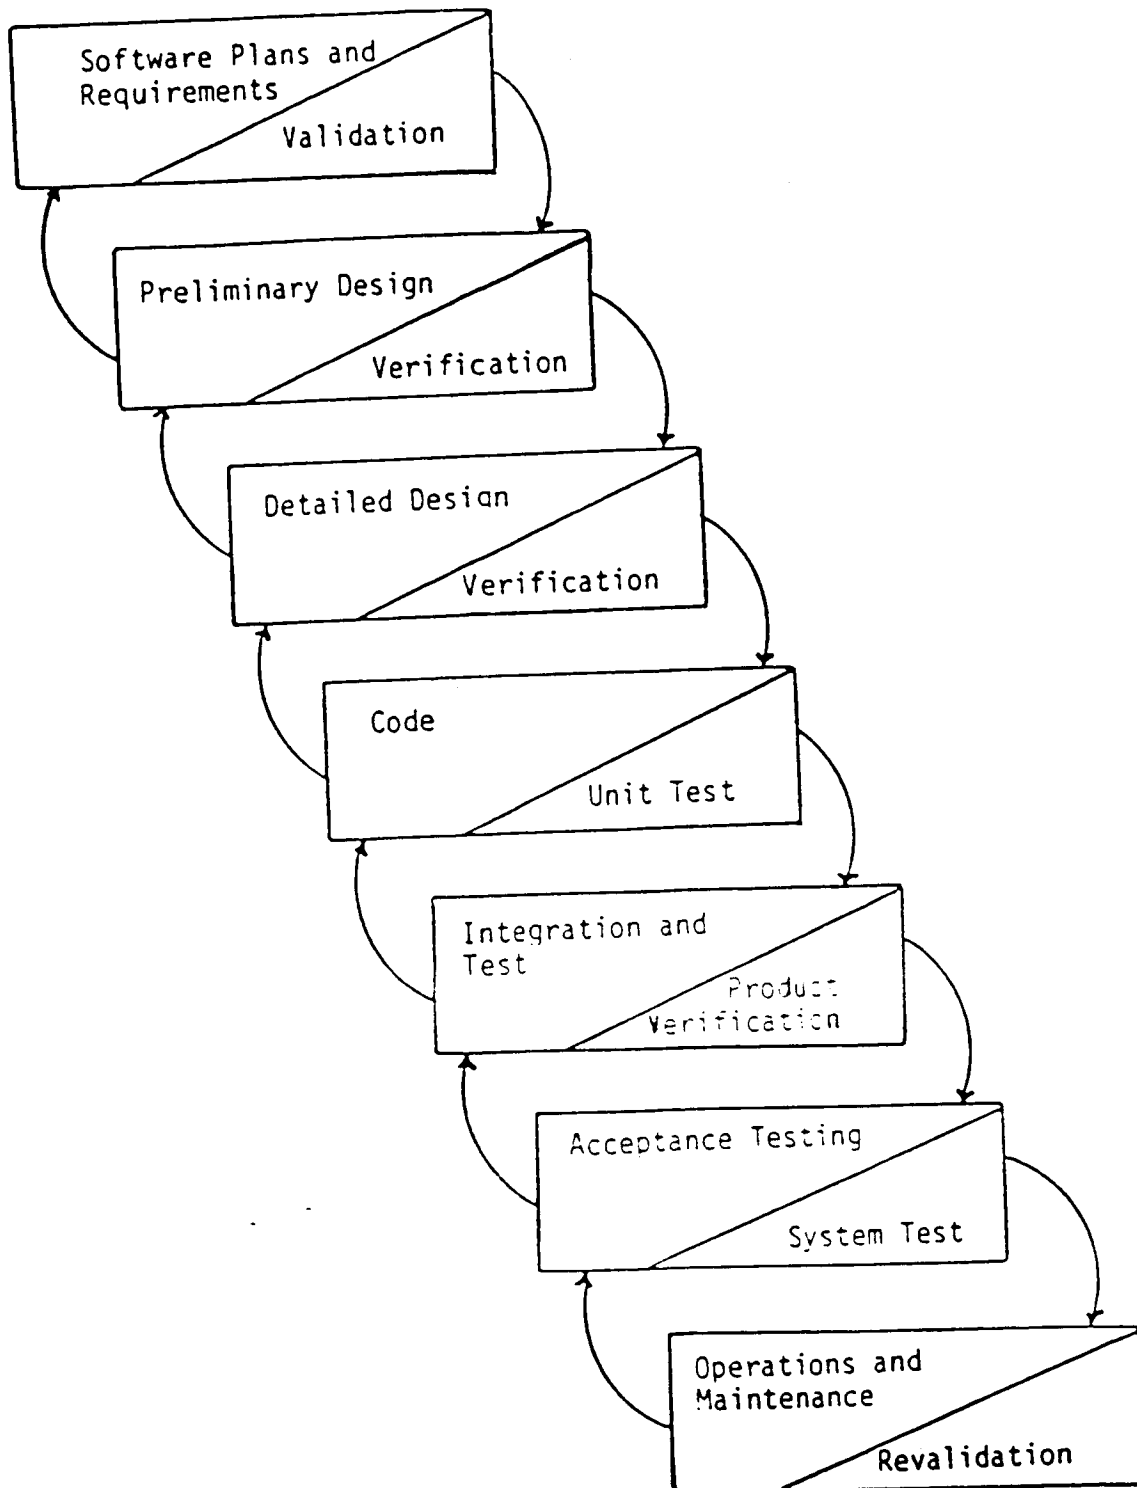 Software Plans and
Requirements
Validation
Preliminary Design
Verification
Detailed Design
Verification
Code
Unit Test
Integration and
Test
Product
Verification
Acceptance Testing
System Test
Operations and
Maintenance
Revalidation